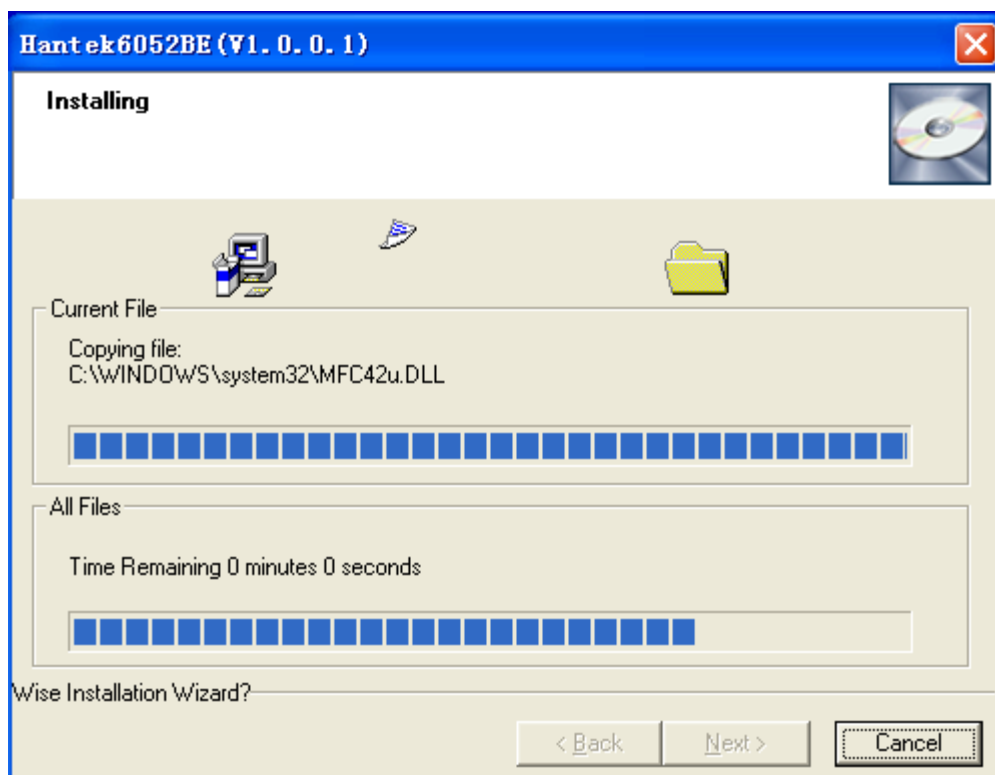 Hantek6052BE(V1.0.0.1)
Installing
Current File
Copying file:
C:\WINDOWS\system32\MFC42u.DLL
All Files
Time Remaining 0 minutes 0 seconds
Wise Installation Wizard?
< Back
Next >
Cancel